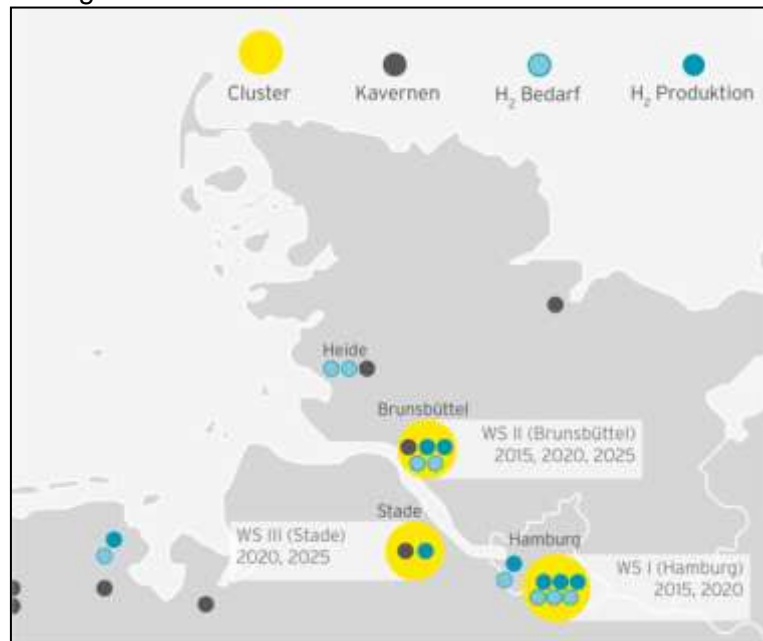 Cluster
Kavernen
H₂ Bedarf
H₂ Produktion
Heide
Brunsbüttel
WS II (Brunsbüttel)
2015, 2020, 2025
Stade
WS III (Stade)
2020, 2025
Hamburg
WS I (Hamburg)
2015, 2020